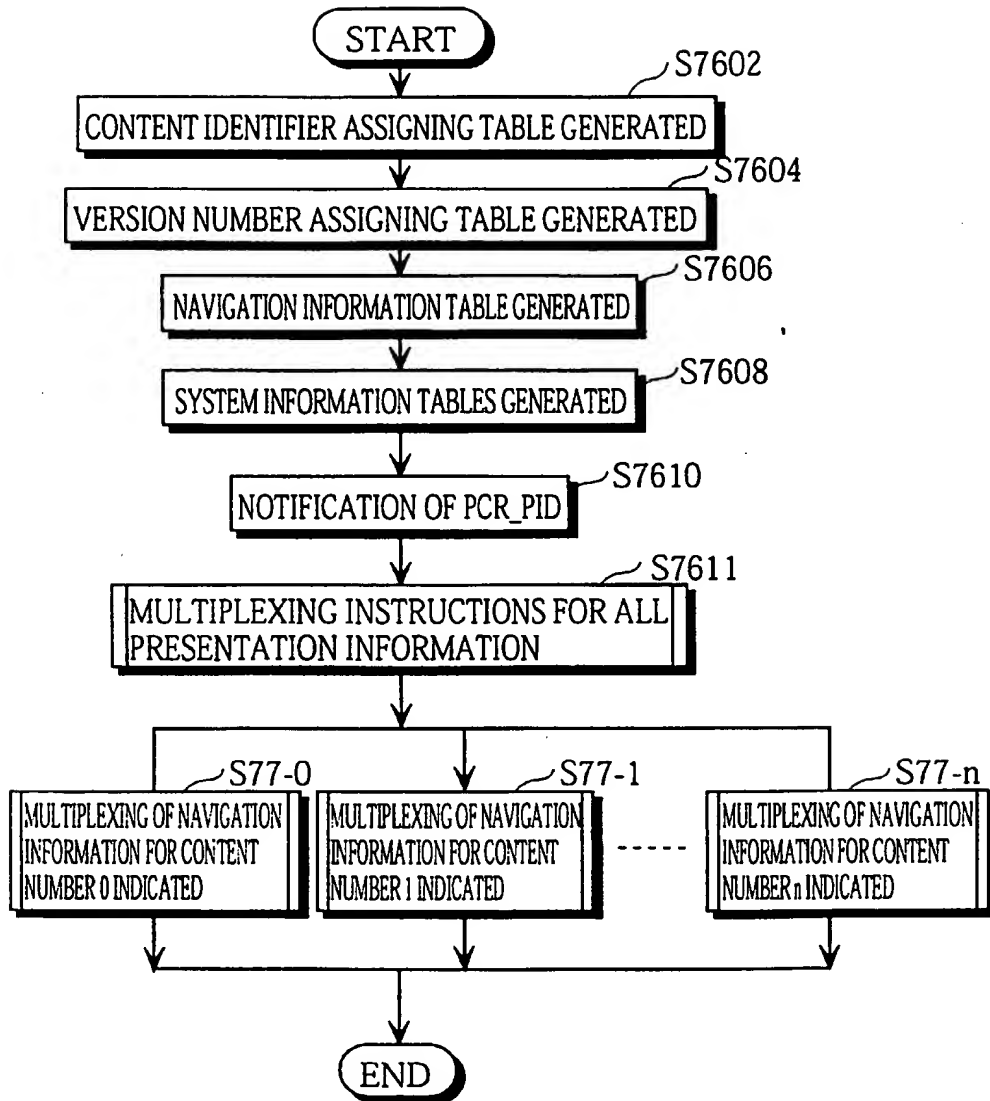 START
S7602
CONTENT IDENTIFIER ASSIGNING TABLE GENERATED
S7604
VERSION NUMBER ASSIGNING TABLE GENERATED
S7606
NAVIGATION INFORMATION TABLE GENERATED
S7608
SYSTEM INFORMATION TABLES GENERATED
S7610
NOTIFICATION OF PCR_PID
S7611
MULTIPLEXING INSTRUCTIONS FOR ALL
PRESENTATION INFORMATION
S77-0
MULTIPLEXING OF NAVIGATION
INFORMATION FOR CONTENT
NUMBER 0 INDICATED
S77-1
MULTIPLEXING OF NAVIGATION
INFORMATION FOR CONTENT
NUMBER 1 INDICATED
S77-n
MULTIPLEXING OF NAVIGATION
INFORMATION FOR CONTENT
NUMBER n INDICATED
END